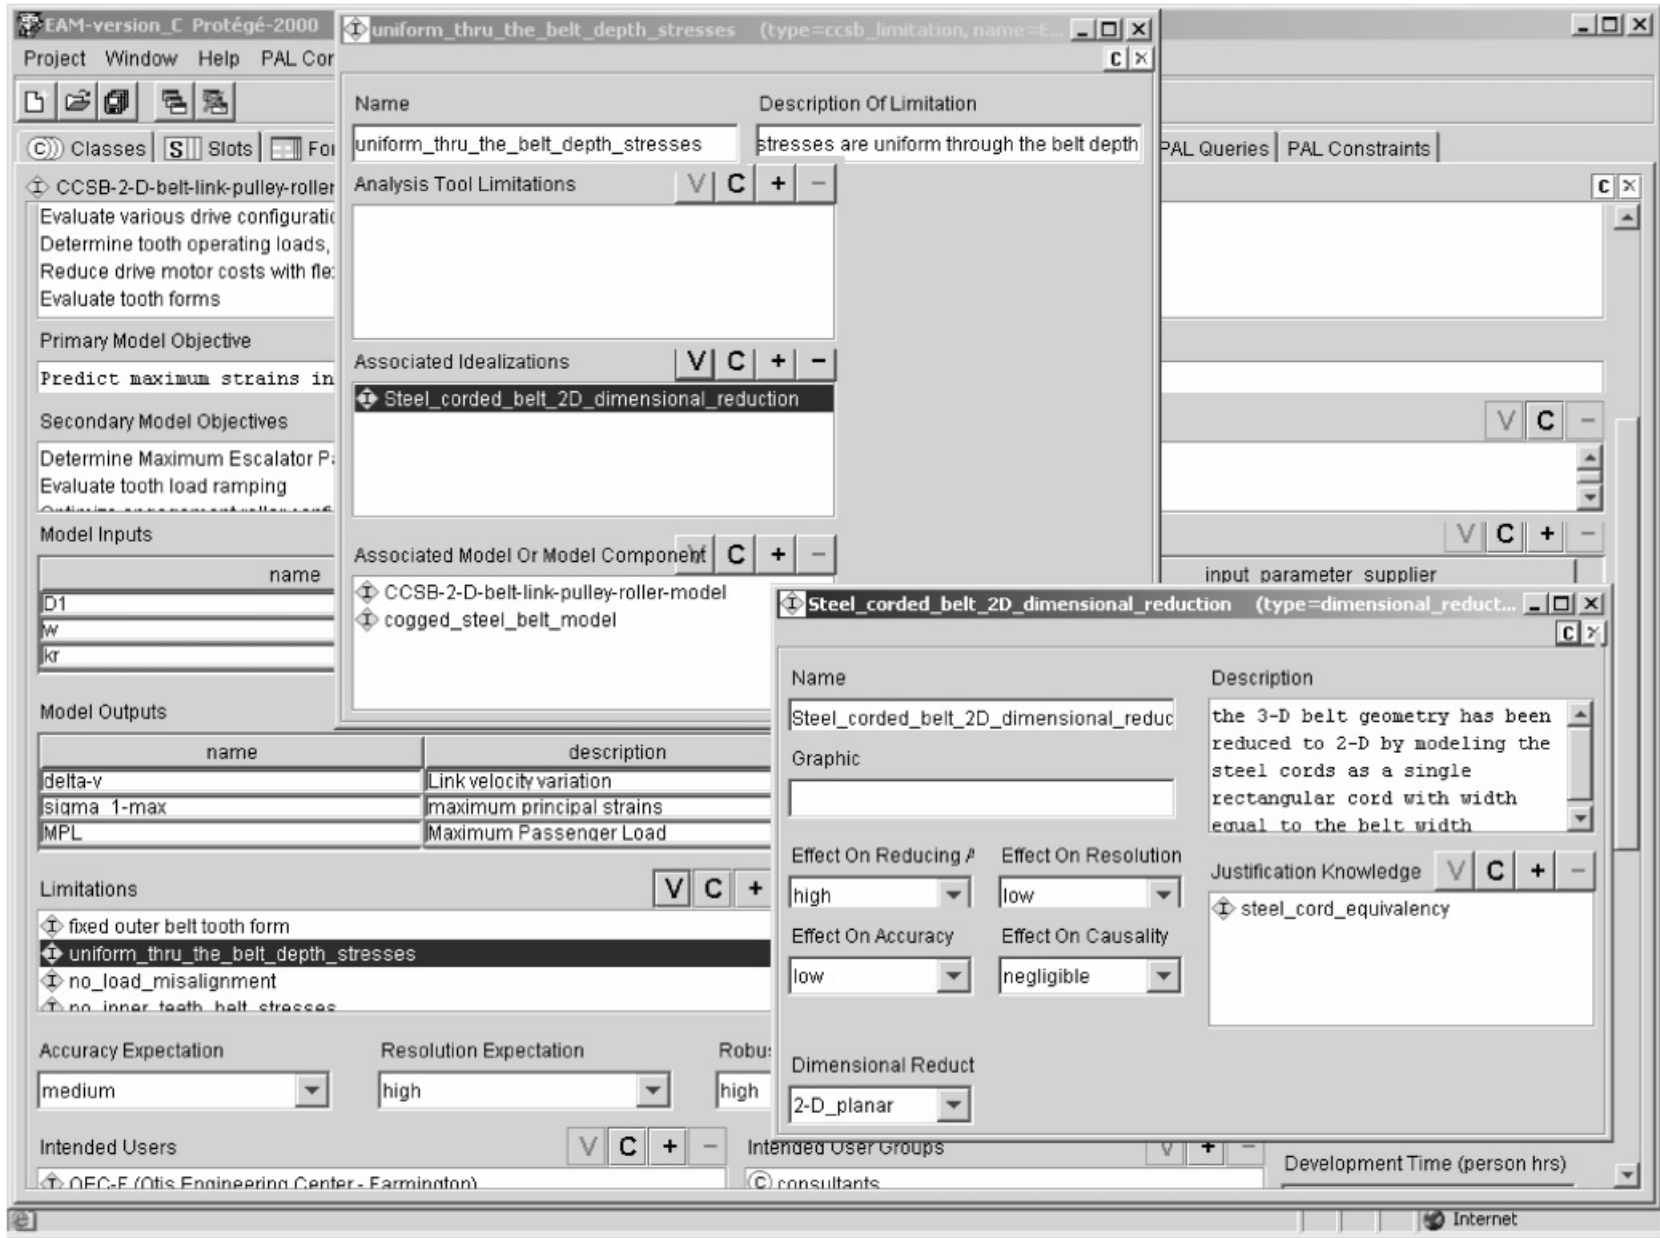 EAM-version_C Protégé-2000
Project Window Help PAL Con
Classes Slots For
PAL Queries PAL Constraints
CCSB-2-D-belt-link-pulley-roller
C
Evaluate various drive configuratio
Determine tooth operating loads,
Reduce drive motor costs with fle
Evaluate tooth forms
Primary Model Objective
Predict maximum strains in
Secondary Model Objectives
V C −
Determine Maximum Escalator Pa
Evaluate tooth load ramping
Model Inputs
V C + −
name
input_parameter_supplier
D1
w
kr
Model Outputs
name description
delta-v Link velocity variation
sigma_1-max maximum principal strains
MPL Maximum Passenger Load
Limitations V C +
fixed outer belt tooth form
uniform_thru_the_belt_depth_stresses
no_load_misalignment
no_inner_teeth_belt_stresses
Accuracy Expectation Resolution Expectation Robus
medium high high
Intended Users V C + − Intended User Groups V + − Development Time (person hrs)
OEC-F (Otis Engineering Center - Farmington) consultants
Internet
uniform_thru_the_belt_depth_stresses (type=ccsb_limitation, name=E...
C
Name Description Of Limitation
uniform_thru_the_belt_depth_stresses stresses are uniform through the belt depth
Analysis Tool Limitations V C + −
Associated Idealizations V C + −
Steel_corded_belt_2D_dimensional_reduction
Associated Model Or Model Component V C + −
CCSB-2-D-belt-link-pulley-roller-model
cogged_steel_belt_model
Steel_corded_belt_2D_dimensional_reduction (type=dimensional_reduct...
C
Name Description
Steel_corded_belt_2D_dimensional_reduc
the 3-D belt geometry has been
reduced to 2-D by modeling the
steel cords as a single
rectangular cord with width
equal to the belt width
Graphic
Effect On Reducing A Effect On Resolution
high low
Effect On Accuracy Effect On Causality
low negligible
Justification Knowledge V C + −
steel_cord_equivalency
Dimensional Reduct
2-D_planar